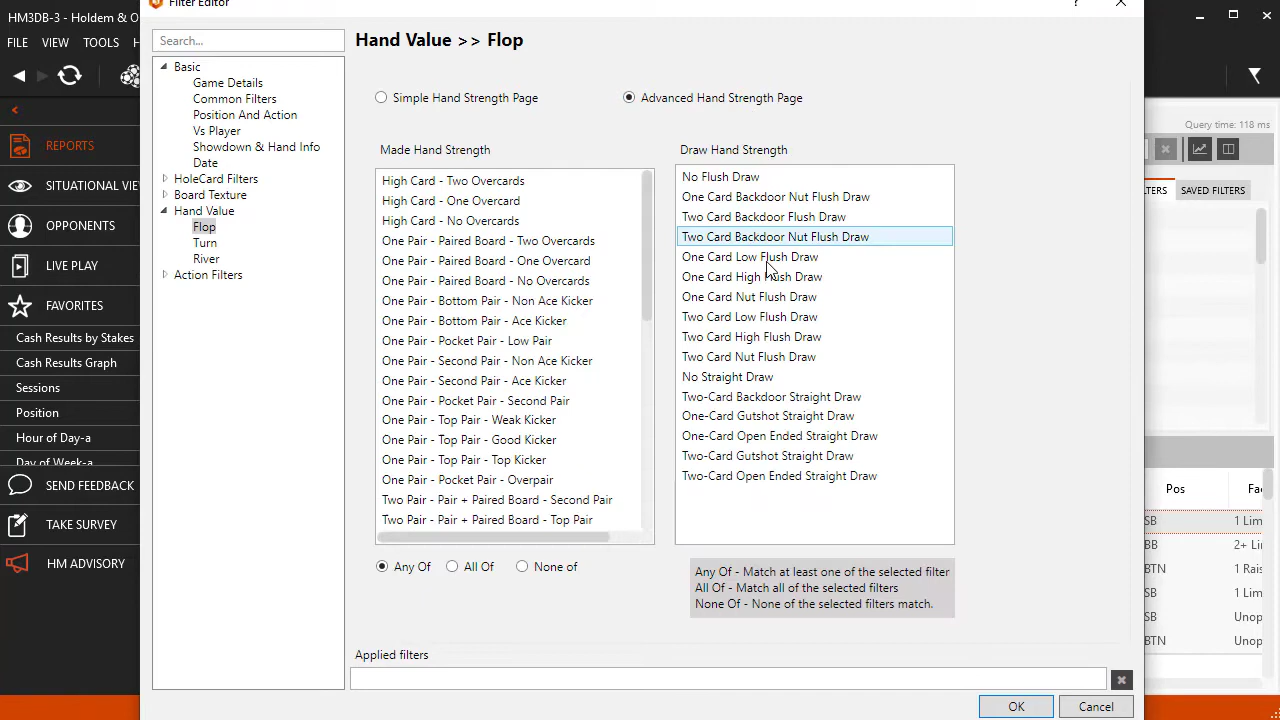 HM3DB-3 - Holdem & O
FILE VIEW TOOLS H
<
REPORTS
SITUATIONAL VIE
OPPONENTS
LIVE PLAY
FAVORITES
Cash Results by Stakes
Cash Results Graph
Sessions
Position
Hour of Day-a
Day of Week-a
SEND FEEDBACK
TAKE SURVEY
HM ADVISORY
Filter Editor
?
Search...
Basic
Game Details
Common Filters
Position And Action
Vs Player
Showdown & Hand Info
Date
HoleCard Filters
Board Texture
Hand Value
Flop
Turn
River
Action Filters
Hand Value >> Flop
Simple Hand Strength Page
Advanced Hand Strength Page
Made Hand Strength
High Card - Two Overcards
High Card - One Overcard
High Card - No Overcards
One Pair - Paired Board - Two Overcards
One Pair - Paired Board - One Overcard
One Pair - Paired Board - No Overcards
One Pair - Bottom Pair - Non Ace Kicker
One Pair - Bottom Pair - Ace Kicker
One Pair - Pocket Pair - Low Pair
One Pair - Second Pair - Non Ace Kicker
One Pair - Second Pair - Ace Kicker
One Pair - Pocket Pair - Second Pair
One Pair - Top Pair - Weak Kicker
One Pair - Top Pair - Good Kicker
One Pair - Top Pair - Top Kicker
One Pair - Pocket Pair - Overpair
Two Pair - Pair + Paired Board - Second Pair
Two Pair - Pair + Paired Board - Top Pair
Draw Hand Strength
No Flush Draw
One Card Backdoor Nut Flush Draw
Two Card Backdoor Flush Draw
Two Card Backdoor Nut Flush Draw
One Card Low Flush Draw
One Card High Flush Draw
One Card Nut Flush Draw
Two Card Low Flush Draw
Two Card High Flush Draw
Two Card Nut Flush Draw
No Straight Draw
Two-Card Backdoor Straight Draw
One-Card Gutshot Straight Draw
One-Card Open Ended Straight Draw
Two-Card Gutshot Straight Draw
Two-Card Open Ended Straight Draw
Any Of All Of None of
Any Of - Match at least one of the selected filter
All Of - Match all of the selected filters
None Of - None of the selected filters match.
Applied filters
OK Cancel
Query time: 118 ms
TERS SAVED FILTERS
Pos Fac
SB 1 Lim
BB 2+ Lir
BTN 1 Rais
SB 1 Lim
SB Unop
BTN Unop